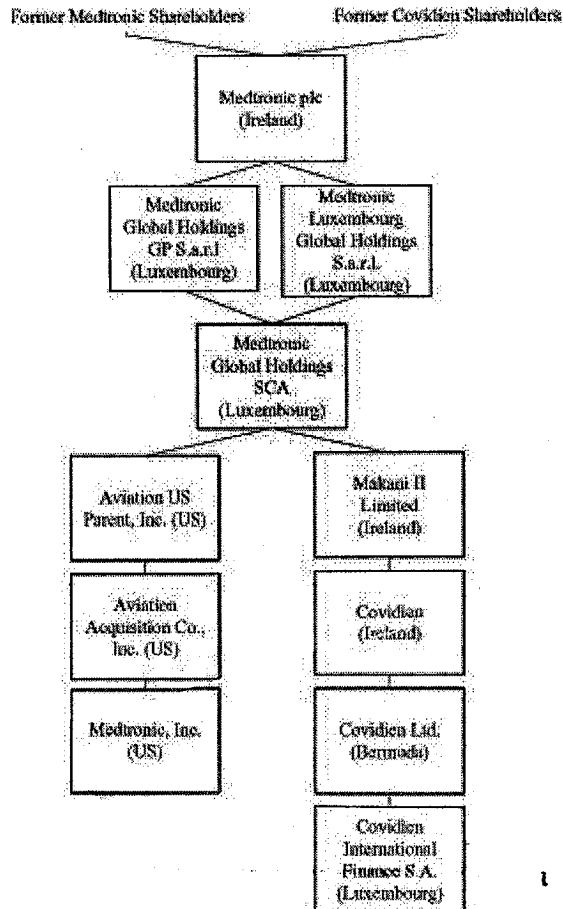 Former Medtronic Shareholders
Former Covidien Shareholders
Medtronic plc
(Ireland)
Medtronic
Global Holdings
GP S.a.r.l
(Luxembourg)
Medtronic
Luxembourg
Global Holdings
S.a.r.l.
(Luxembourg)
Medtronic
Global Holdings
SCA
(Luxembourg)
Aviation US
Parent, Inc. (US)
Makani II
Limited
(Ireland)
Aviation
Acquisition Co.,
Inc. (US)
Covidian
(Ireland)
Medtronic, Inc.
(US)
Covidien Ltd.
(Bermuda)
Covidien
International
Finance S.A.
(Luxembourg)